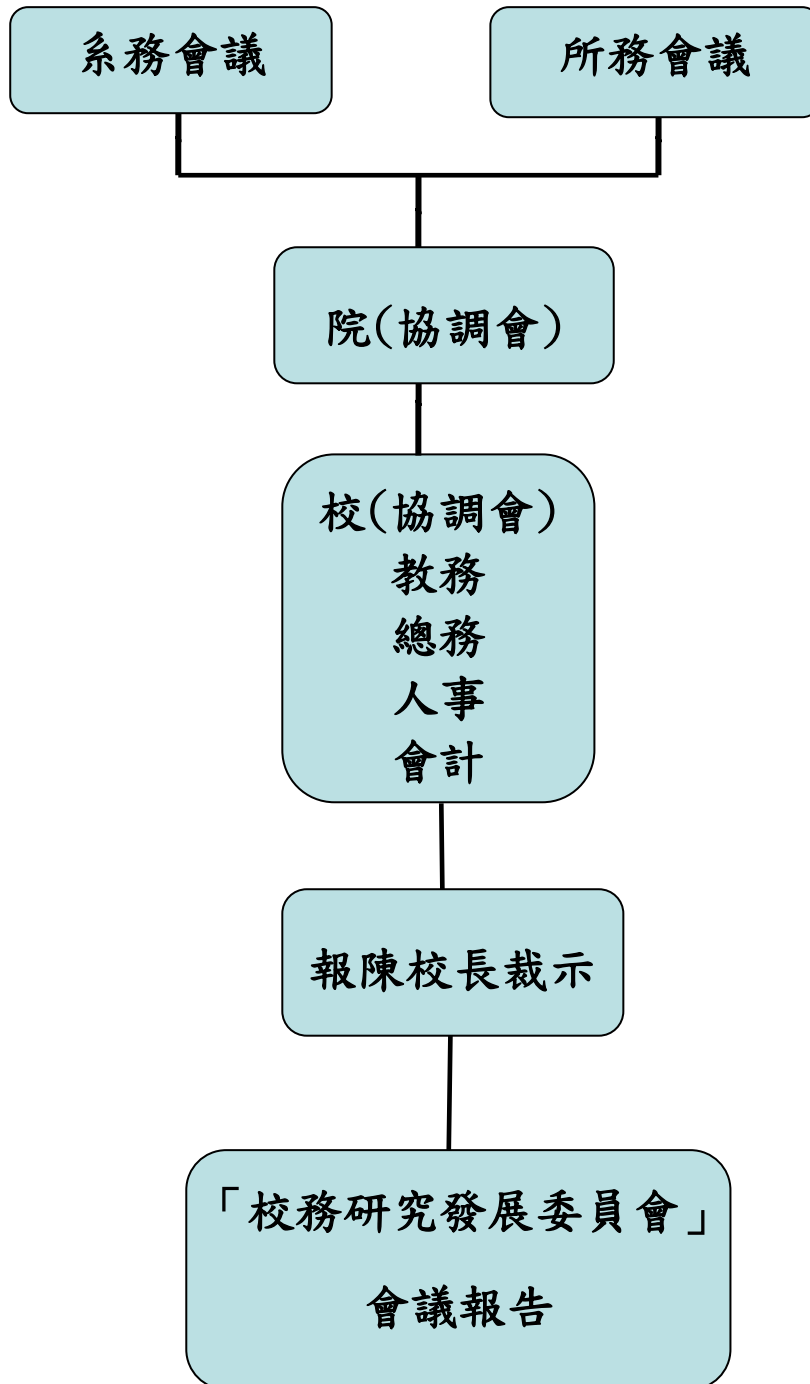 系務會議
所務會議
院(協調會)
校(協調會)
教務
總務
人事
會計
報陳校長裁示
「校務研究發展委員會」
會議報告